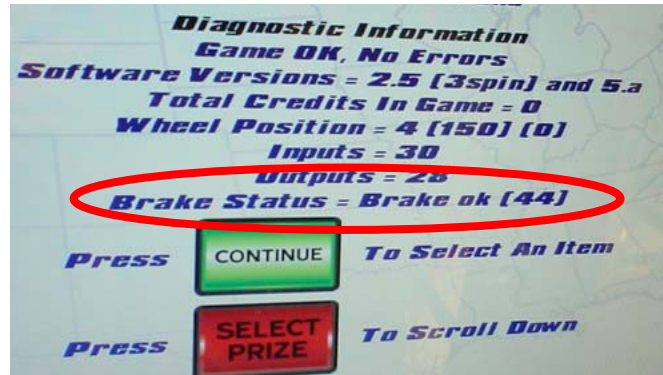 Diagnostic Information
Game OK, No Errors
Software Versions = 2.5 [3spin] and 5.a
Total Credits In Game = 0
Wheel Position = 4 [150] [0]
Inputs = 30
Outputs = 28
Brake Status = Brake ok [44]
Press CONTINUE To Select An Item
Press SELECT PRIZE To Scroll Down